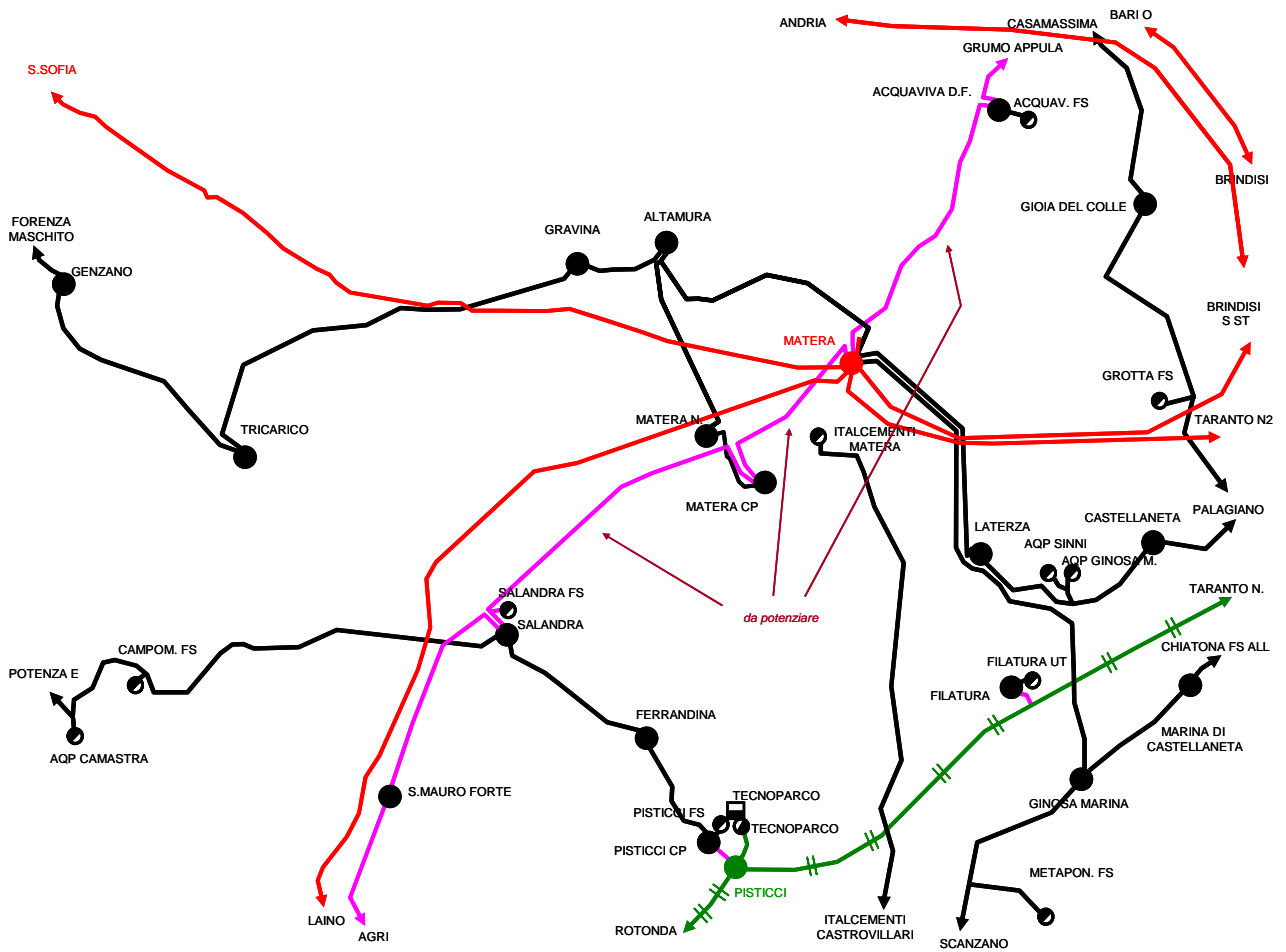 BARI O
ANDRIA
CASAMASSIMA
GRUMO APPULA
S.SOFIA
ACQUAVIVA D.F.
ACQUAV. FS
BRINDISI
GIOIA DEL COLLE
ALTAMURA
FORENZA
MASCHITO
GRAVINA
GENZANO
BRINDISI
S ST
MATERA
GROTTA FS
TARANTO N2
MATERA N.
TRICARICO
ITALCEMENTI
MATERA
MATERA CP
PALAGIANO
CASTELLANETA
LATERZA
AQP SINNI
AQP GINOSA M.
SALANDRA FS
TARANTO N.
da potenziare
SALANDRA
CHIATONA FS ALL
CAMPOM. FS
FILATURA UT
POTENZA E
FILATURA
FERRANDINA
MARINA DI
CASTELLANETA
AQP CAMASTRA
S.MAURO FORTE
TECNOPARCO
GINOSA MARINA
PISTICCI FS
TECNOPARCO
PISTICCI CP
METAPON. FS
PISTICCI
LAINO
AGRI
ROTONDA
ITALCEMENTI
CASTROVILLARI
SCANZANO